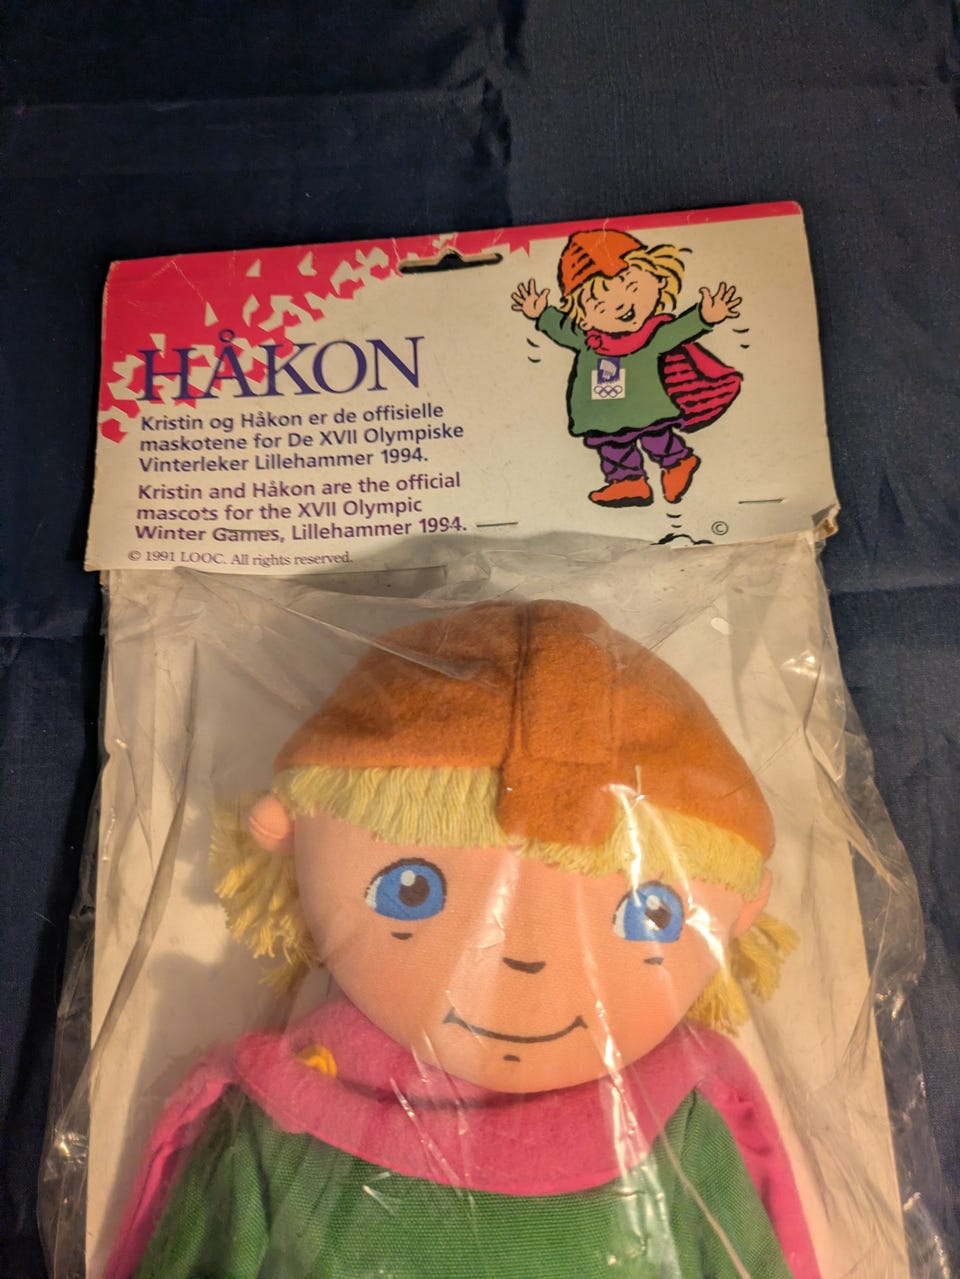 HÅKON
Kristin og Håkon er de offisielle
maskotene for De XVII Olympiske
Vinterleker Lillehammer 1994.
Kristin and Håkon are the official
mascots for the XVII Olympic
Winter Games, Lillehammer 1994.
© 1991 LOOC. All rights reserved.
©